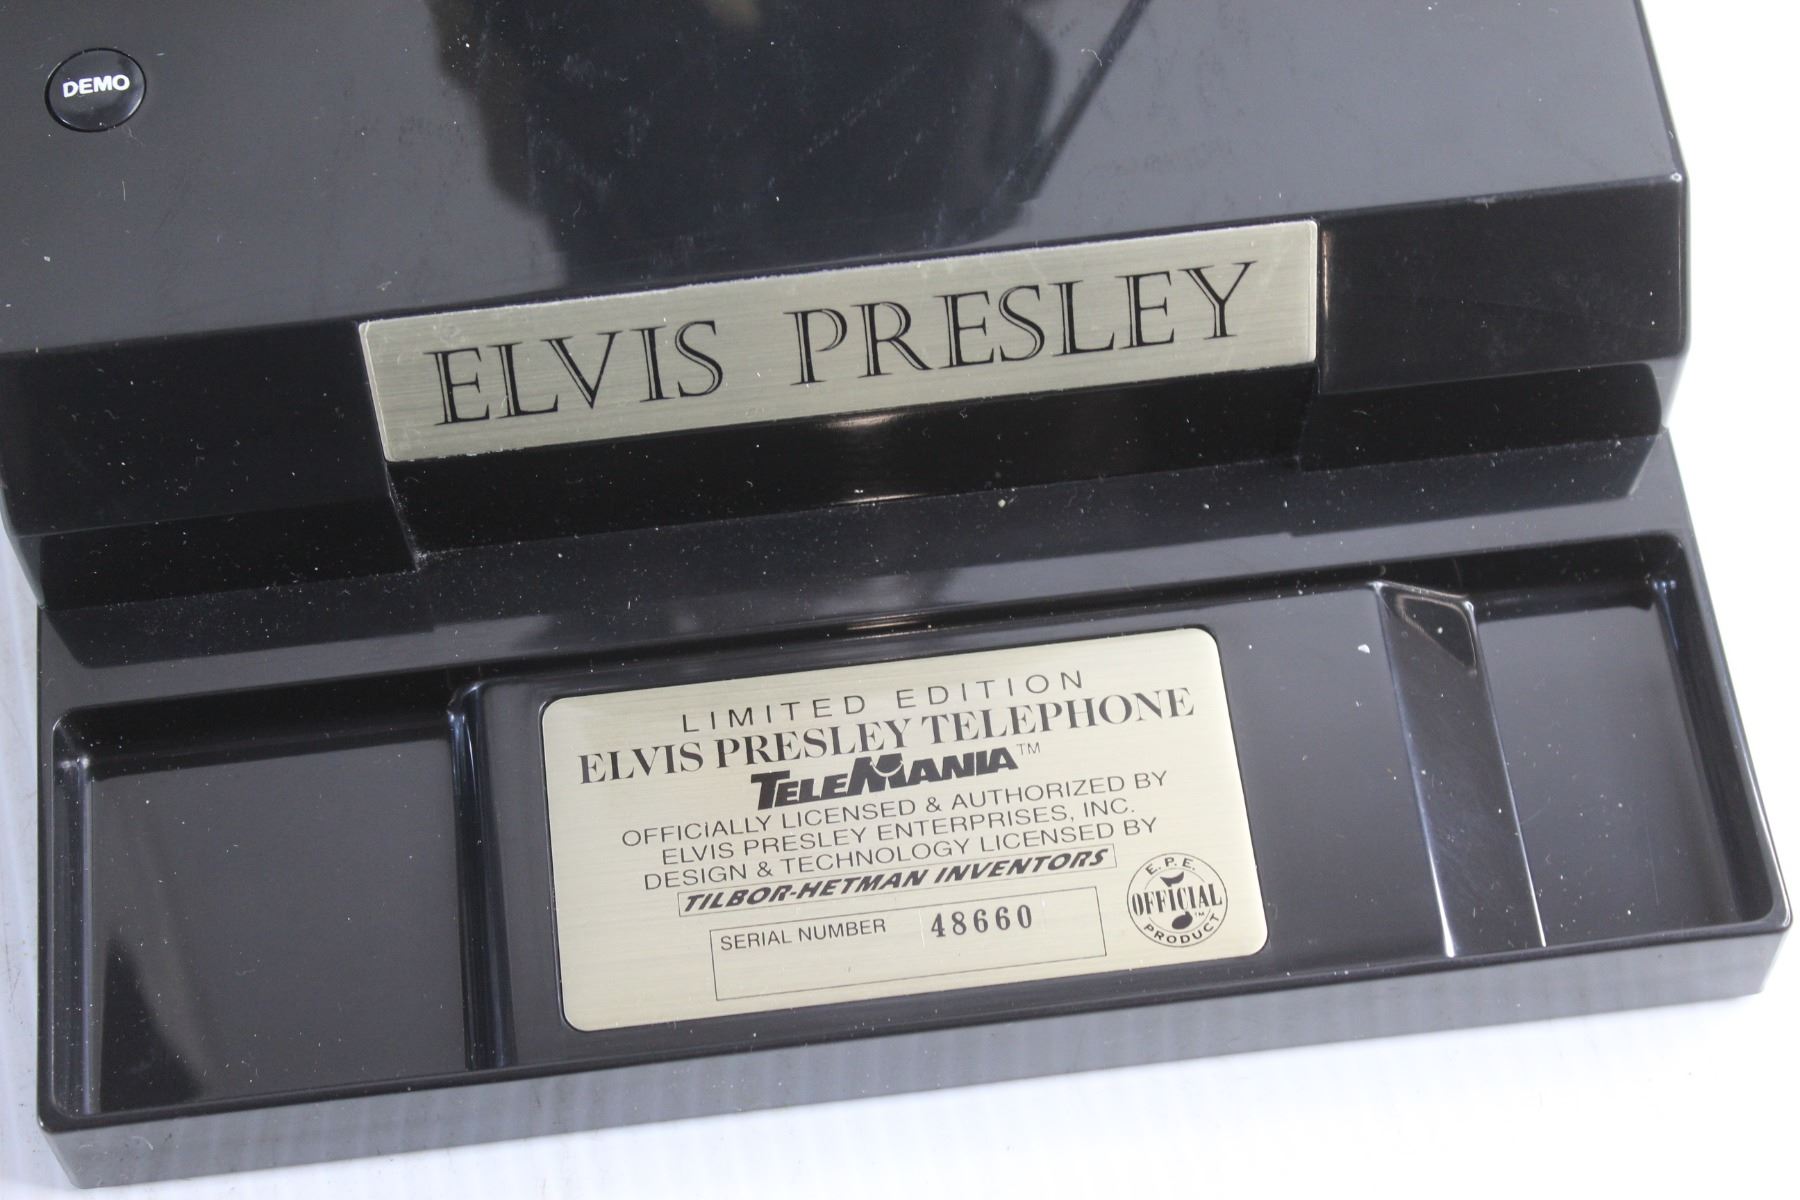 DEMO
ELVIS PRESLEY
LIMITED EDITION
ELVIS PRESLEY TELEPHONE
TELEMANIA™
OFFICIALLY LICENSED & AUTHORIZED BY
ELVIS PRESLEY ENTERPRISES, INC.
DESIGN & TECHNOLOGY LICENSED BY
TILBOR-HETMAN INVENTORS
SERIAL NUMBER 48660
E.P.E.
OFFICIAL
™
PRODUCT